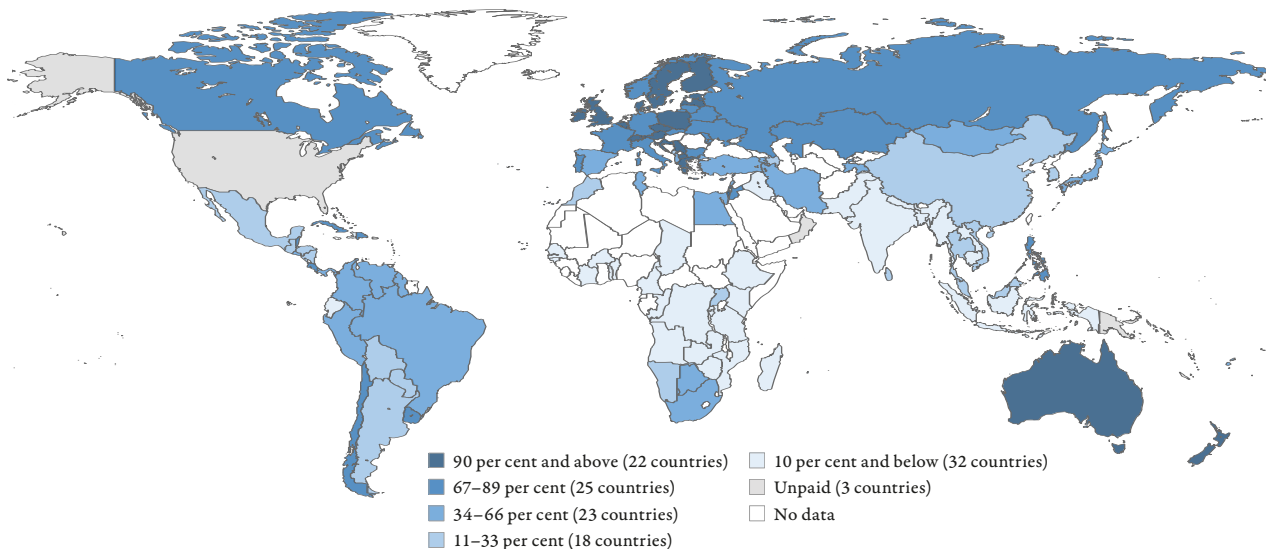 90 per cent and above (22 countries)
67–89 per cent (25 countries)
34–66 per cent (23 countries)
11–33 per cent (18 countries)
10 per cent and below (32 countries)
Unpaid (3 countries)
No data